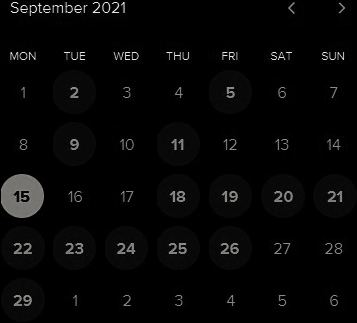 September 2021
MON TUE WED THU FRI SAT SUN
1 2 3 4 5 6 7
8 9 10 11 12 13 14
15 16 17 18 19 20 21
22 23 24 25 26 27 28
29 1 2 3 4 5 6